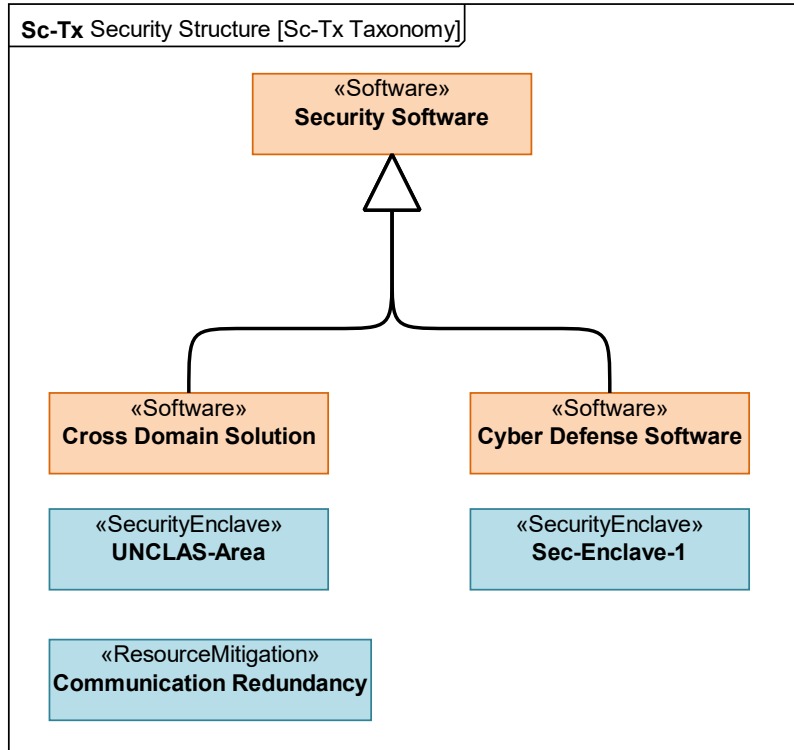 Sc-Tx Security Structure [Sc-Tx Taxonomy]
«Software»
Security Software
«Software»
Cross Domain Solution
«Software»
Cyber Defense Software
«SecurityEnclave»
UNCLAS-Area
«SecurityEnclave»
Sec-Enclave-1
«ResourceMitigation»
Communication Redundancy